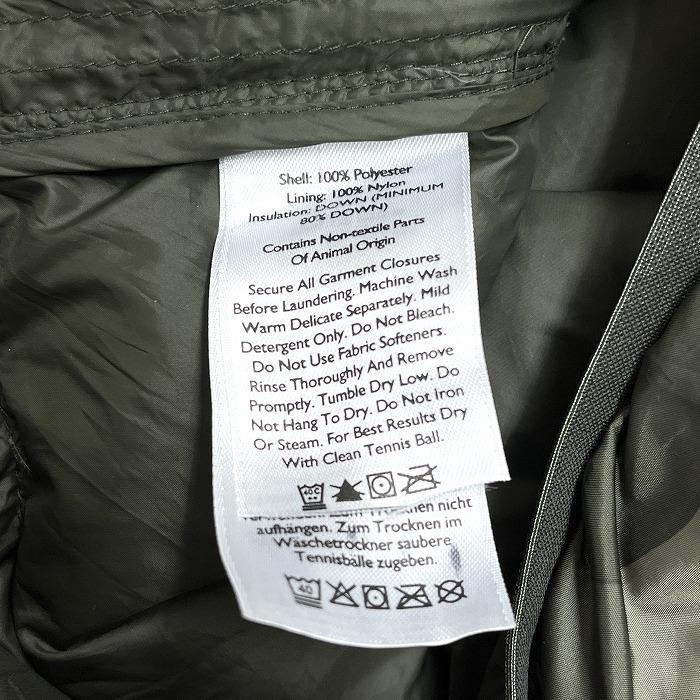 Shell: 100% Polyester
Lining: 100% Nylon
Insulation: DOWN (MINIMUM
80% DOWN)
Contains Non-textile Parts
Of Animal Origin
Secure All Garment Closures
Before Laundering. Machine Wash
Warm Delicate Separately. Mild
Detergent Only. Do Not Bleach.
Do Not Use Fabric Softeners.
Rinse Thoroughly And Remove
Promptly. Tumble Dry Low. Do
Not Hang To Dry. Do Not Iron
Or Steam. For Best Results Dry
With Clean Tennis Ball.
40C
Zum Trocknen nicht
aufhängen. Zum Trocknen im
Wäschetrockner saubere
Tennisbälle zugeben.
40